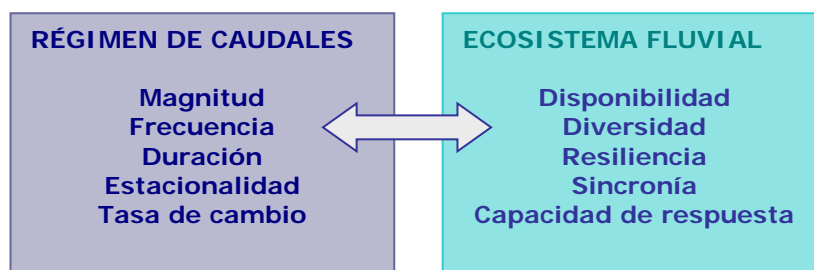 RÉGIMEN DE CAUDALES
Magnitud
Frecuencia
Duración
Estacionalidad
Tasa de cambio
ECOSISTEMA FLUVIAL
Disponibilidad
Diversidad
Resiliencia
Sincronía
Capacidad de respuesta